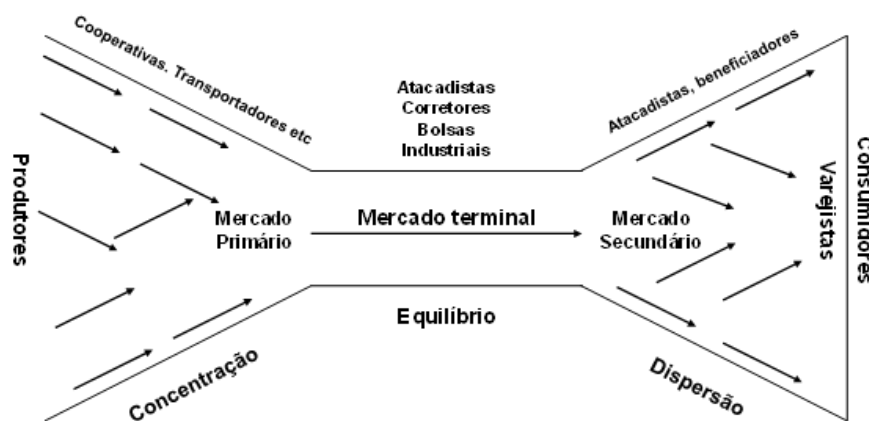 Cooperativas. Transportadores etc
Atacadistas
Corretores
Bolsas
Industriais
Atacadistas, beneficiadores
Produtores
Mercado
Primário
Mercado terminal
Mercado
Secundário
Varejistas
Consumidores
Equilíbrio
Concentração
Dispersão